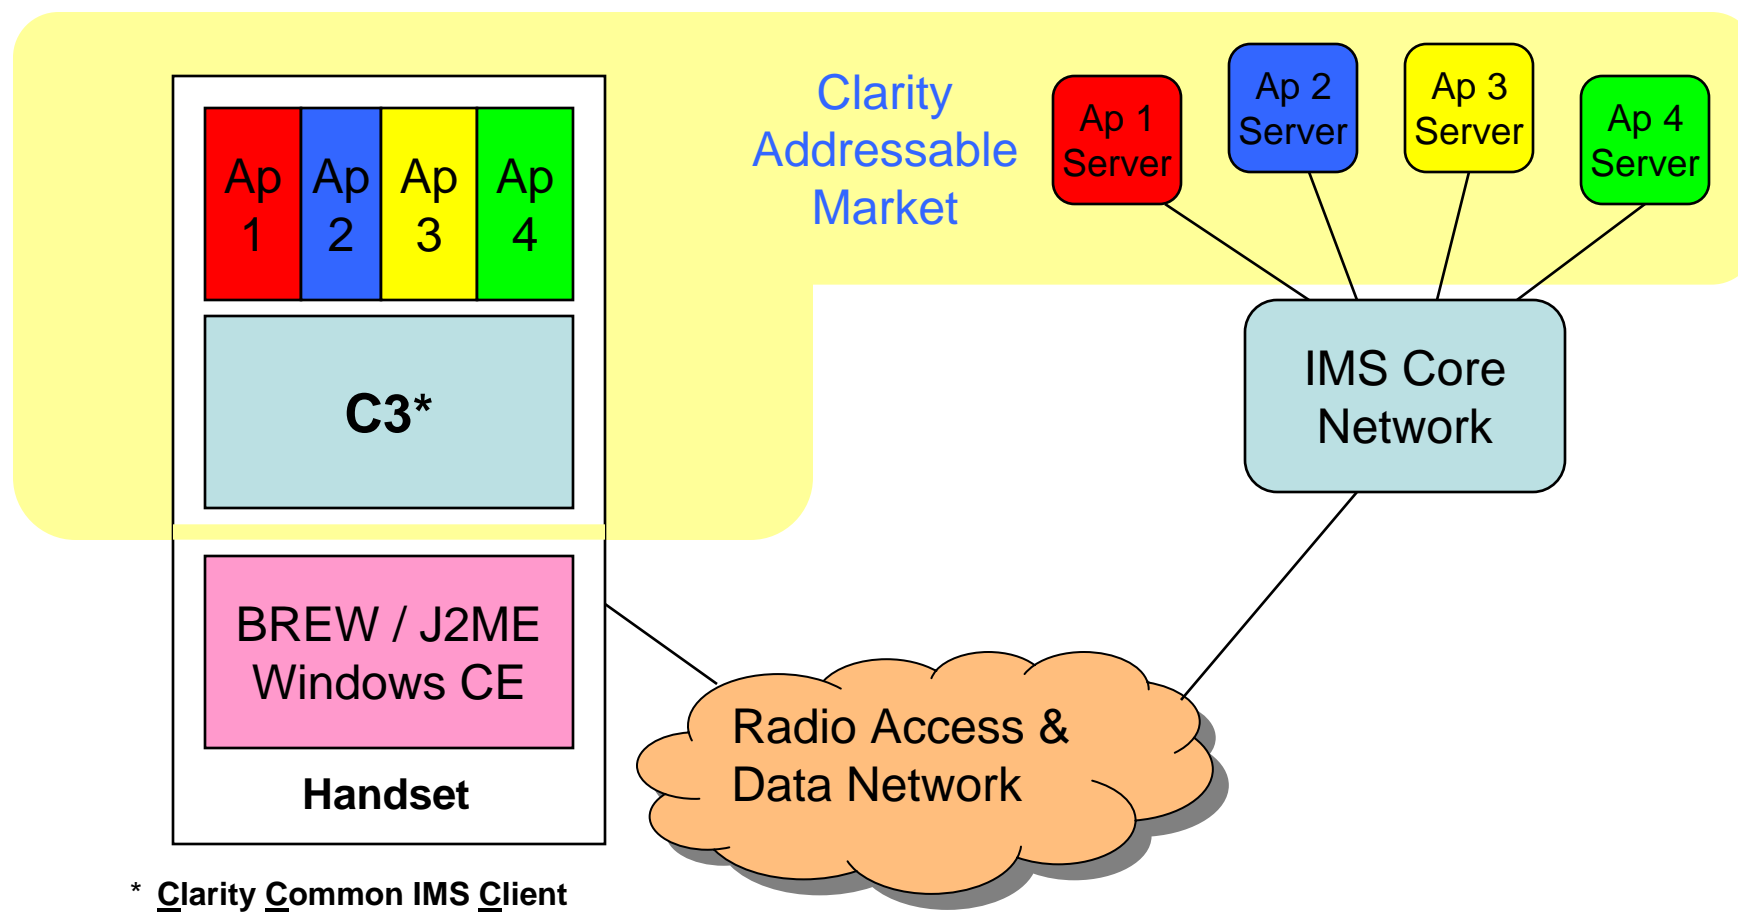 Ap
1
Ap
2
Ap
3
Ap
4
C3*
BREW / J2ME
Windows CE
Handset
* Clarity Common IMS Client
Clarity
Addressable
Market
Ap 1
Server
Ap 2
Server
Ap 3
Server
Ap 4
Server
IMS Core
Network
Radio Access &
Data Network